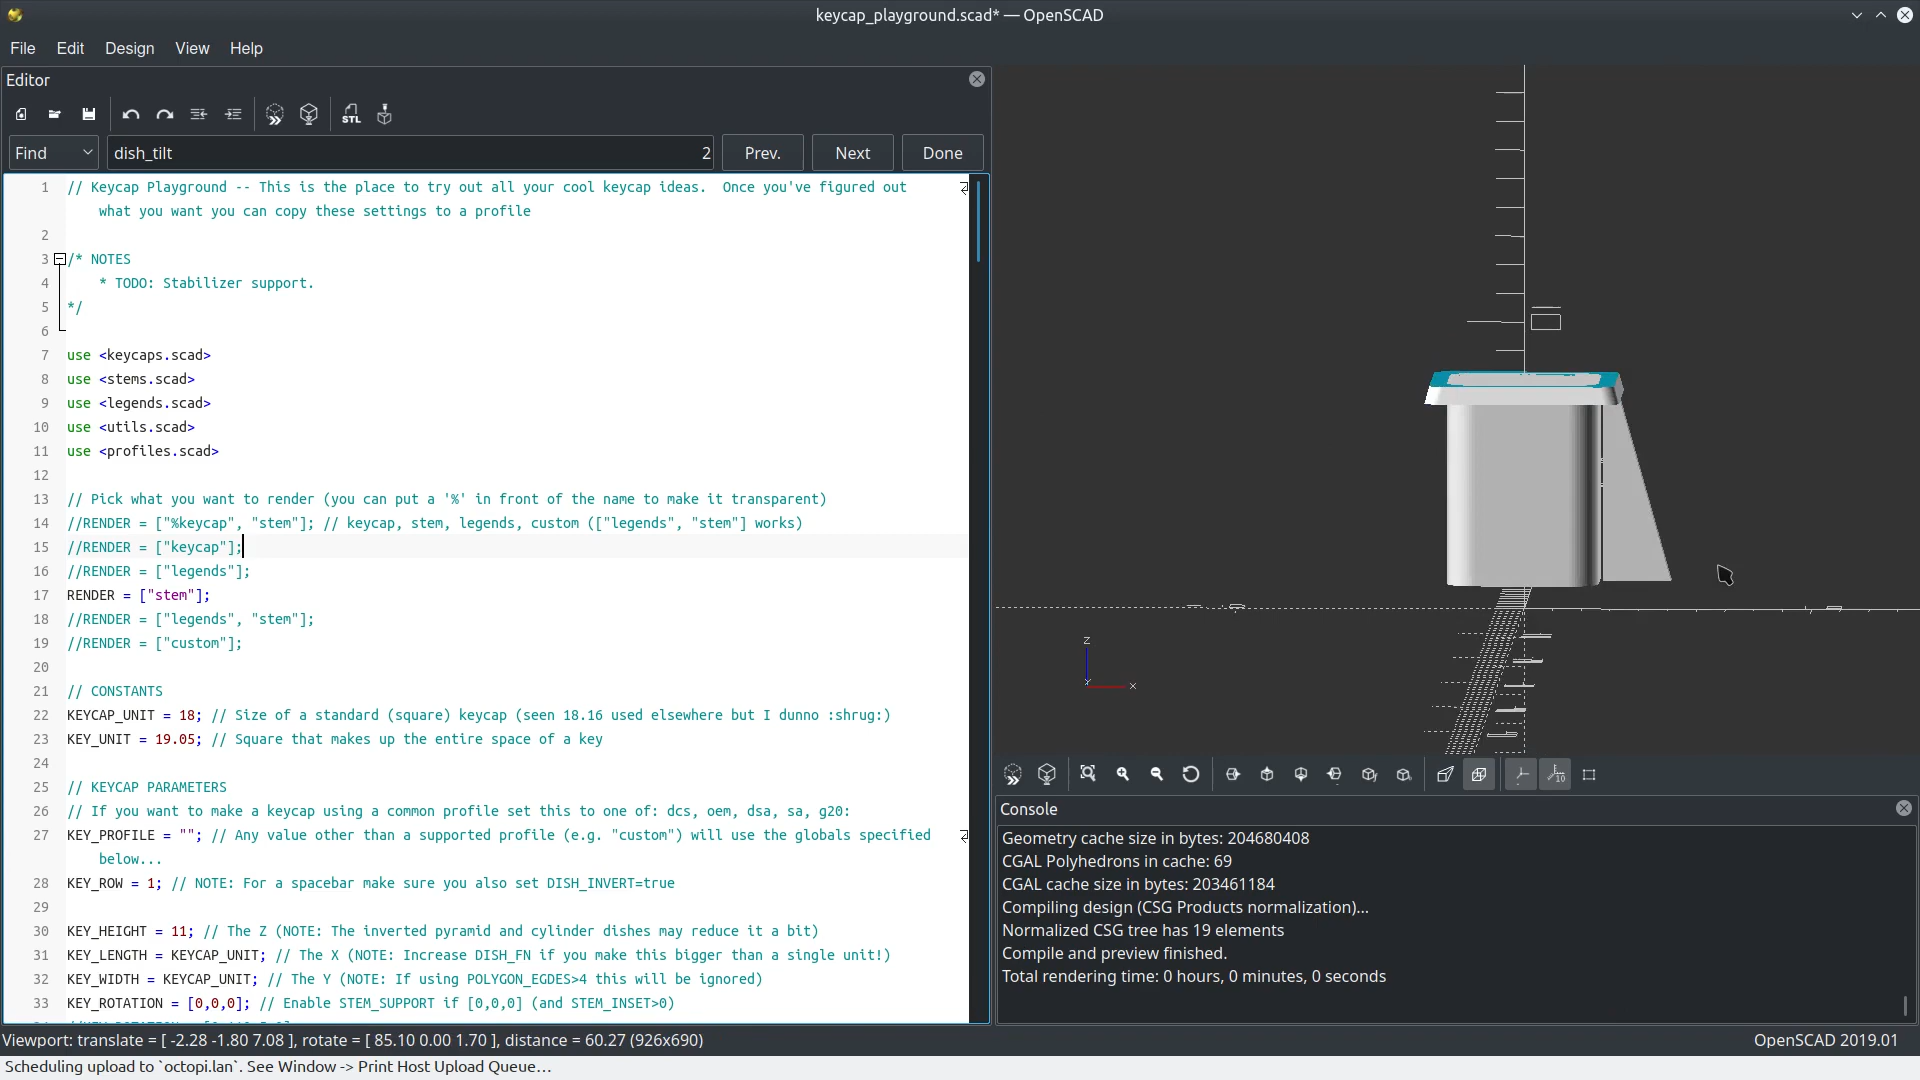 keycap_playground.scad* — OpenSCAD
File Edit Design View Help
Editor
STL
Find dish_tilt 2 Prev. Next Done
1 // Keycap Playground -- This is the place to try out all your cool keycap ideas.  Once you've figured out
what you want you can copy these settings to a profile
2
3 /* NOTES
4 * TODO: Stabilizer support.
5 */
6
7 use <keycaps.scad>
8 use <stems.scad>
9 use <legends.scad>
10 use <utils.scad>
11 use <profiles.scad>
12
13 // Pick what you want to render (you can put a '%' in front of the name to make it transparent)
14 //RENDER = ["%keycap", "stem"]; // keycap, stem, legends, custom (["legends", "stem"] works)
15 //RENDER = ["keycap"];
16 //RENDER = ["legends"];
17 RENDER = ["stem"];
18 //RENDER = ["legends", "stem"];
19 //RENDER = ["custom"];
20
21 // CONSTANTS
22 KEYCAP_UNIT = 18; // Size of a standard (square) keycap (seen 18.16 used elsewhere but I dunno :shrug:)
23 KEY_UNIT = 19.05; // Square that makes up the entire space of a key
24
25 // KEYCAP PARAMETERS
26 // If you want to make a keycap using a common profile set this to one of: dcs, oem, dsa, sa, g20:
27 KEY_PROFILE = ""; // Any value other than a supported profile (e.g. "custom") will use the globals specified
below...
28 KEY_ROW = 1; // NOTE: For a spacebar make sure you also set DISH_INVERT=true
29
30 KEY_HEIGHT = 11; // The Z (NOTE: The inverted pyramid and cylinder dishes may reduce it a bit)
31 KEY_LENGTH = KEYCAP_UNIT; // The X (NOTE: Increase DISH_FN if you make this bigger than a single unit!)
32 KEY_WIDTH = KEYCAP_UNIT; // The Y (NOTE: If using POLYGON_EGDES>4 this will be ignored)
33 KEY_ROTATION = [0,0,0]; // Enable STEM_SUPPORT if [0,0,0] (and STEM_INSET>0)
Z
Y X
10
Console
Geometry cache size in bytes: 204680408
CGAL Polyhedrons in cache: 69
CGAL cache size in bytes: 203461184
Compiling design (CSG Products normalization)...
Normalized CSG tree has 19 elements
Compile and preview finished.
Total rendering time: 0 hours, 0 minutes, 0 seconds
Viewport: translate = [ -2.28 -1.80 7.08 ], rotate = [ 85.10 0.00 1.70 ], distance = 60.27 (926x690)
OpenSCAD 2019.01
Scheduling upload to `octopi.lan`. See Window -> Print Host Upload Queue…